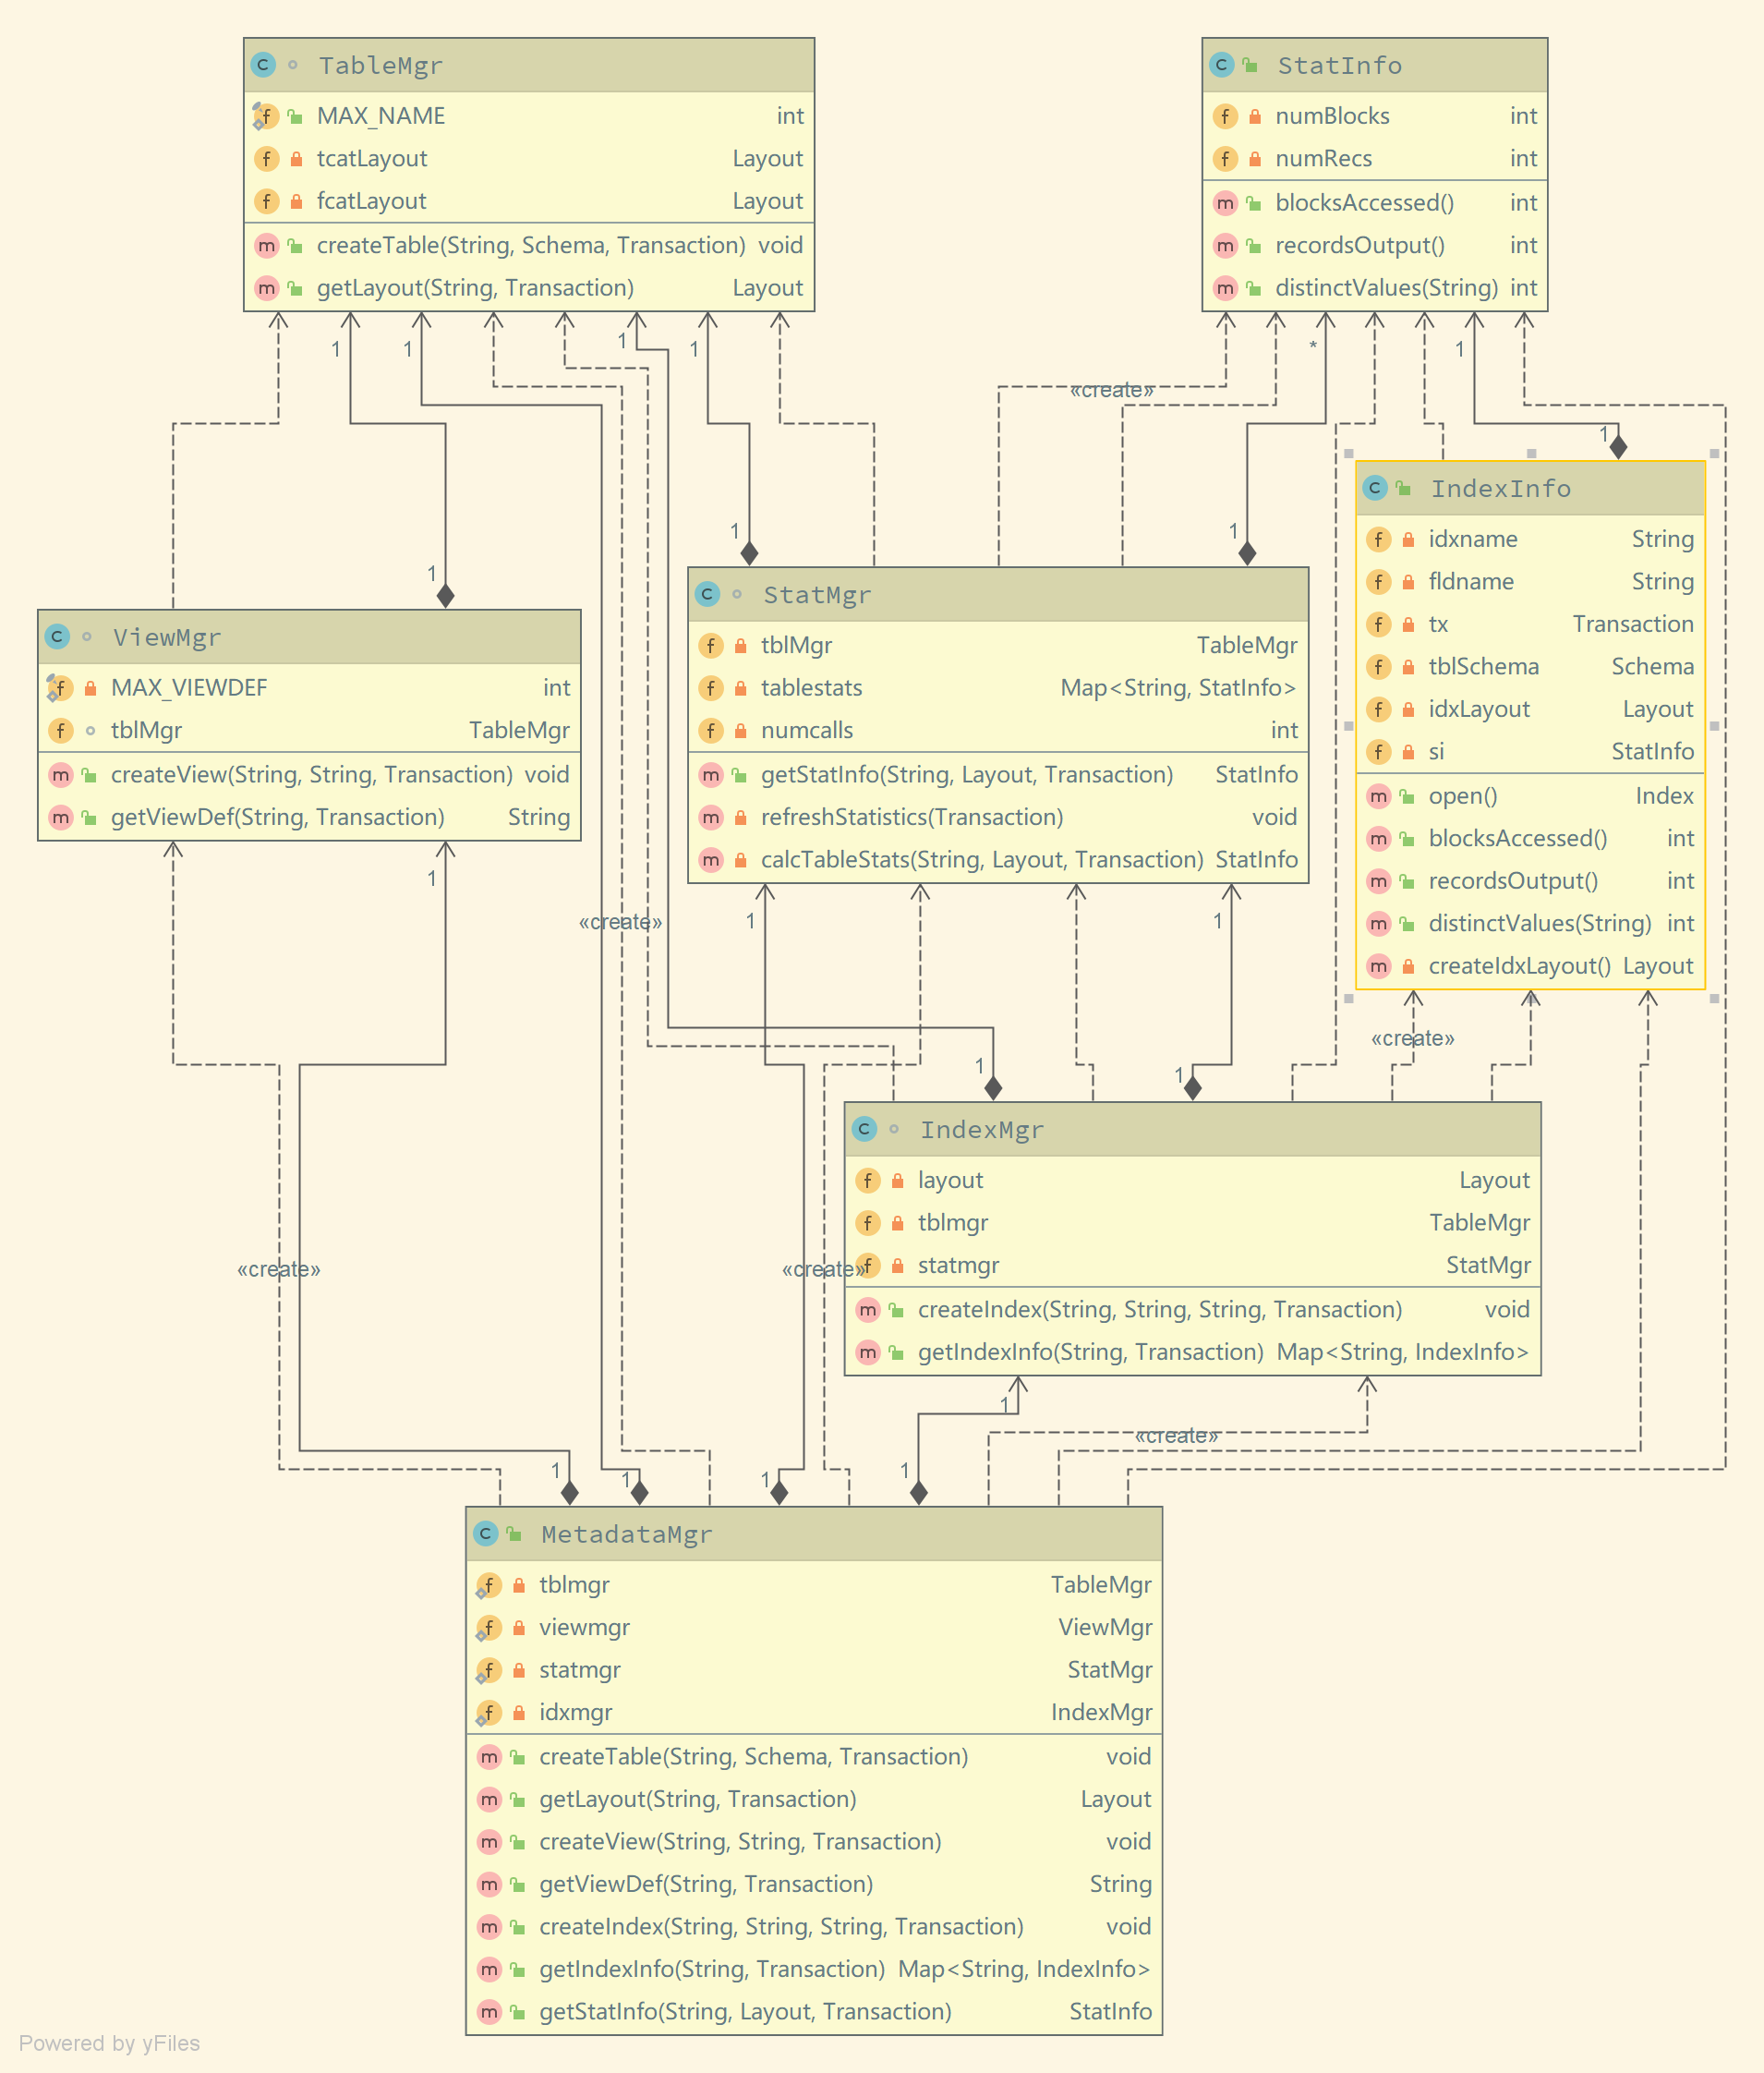 TableMgr
MAX_NAME int
tcatLayout Layout
fcatLayout Layout
createTable(String, Schema, Transaction) void
getLayout(String, Transaction) Layout
StatInfo
numBlocks int
numRecs int
blocksAccessed() int
recordsOutput() int
distinctValues(String) int
1 1 1 1 * 1
«create»
1
IndexInfo
idxname String
fldname String
tx Transaction
tblSchema Schema
idxLayout Layout
si StatInfo
open() Index
blocksAccessed() int
recordsOutput() int
distinctValues(String) int
createIdxLayout() Layout
1 1 1
ViewMgr
MAX_VIEWDEF int
tblMgr TableMgr
createView(String, String, Transaction) void
getViewDef(String, Transaction) String
StatMgr
tblMgr TableMgr
tablestats Map<String, StatInfo>
numcalls int
getStatInfo(String, Layout, Transaction) StatInfo
refreshStatistics(Transaction) void
calcTableStats(String, Layout, Transaction) StatInfo
1 «create» 1 1
«create»
1 1
IndexMgr
layout Layout
tblmgr TableMgr
statmgr StatMgr
createIndex(String, String, String, Transaction) void
getIndexInfo(String, Transaction) Map<String, IndexInfo>
«create» «create»
1
«create»
1 1 1 1
MetadataMgr
tblmgr TableMgr
viewmgr ViewMgr
statmgr StatMgr
idxmgr IndexMgr
createTable(String, Schema, Transaction) void
getLayout(String, Transaction) Layout
createView(String, String, Transaction) void
getViewDef(String, Transaction) String
createIndex(String, String, String, Transaction) void
getIndexInfo(String, Transaction) Map<String, IndexInfo>
getStatInfo(String, Layout, Transaction) StatInfo
Powered by yFiles